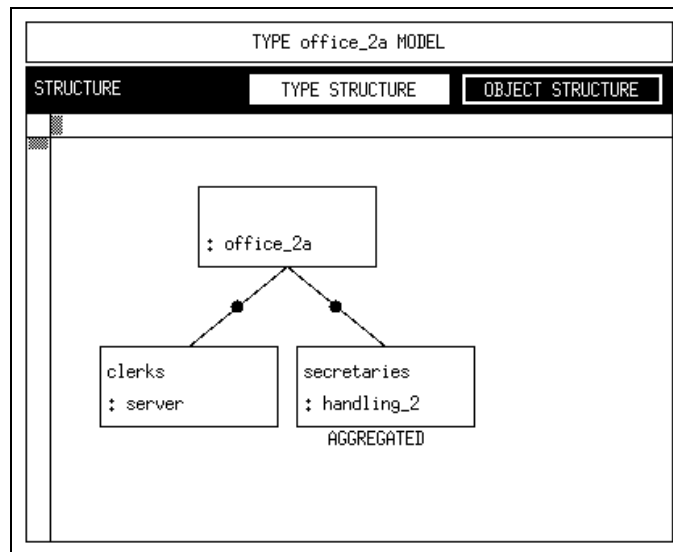 TYPE office_2a MODEL
STRUCTURE TYPE STRUCTURE OBJECT STRUCTURE
: office_2a
clerks secretaries
: server : handling_2
AGGREGATED